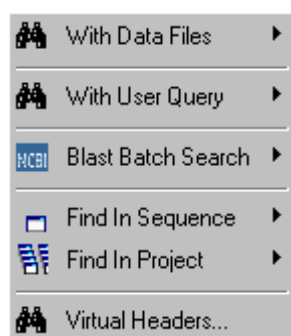 With Data Files
With User Query
NCBI Blast Batch Search
Find In Sequence
Find In Project
Virtual Headers...